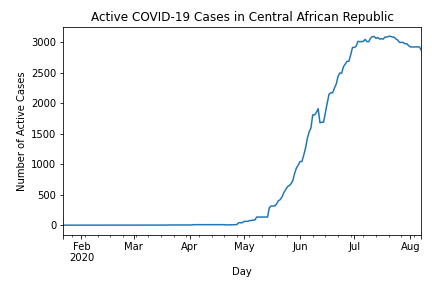 Active COVID-19 Cases in Central African Republic
Number of Active Cases
3000
2500
2000
1500
1000
500
0
Feb Mar Apr May Jun Jul Aug
2020
Day